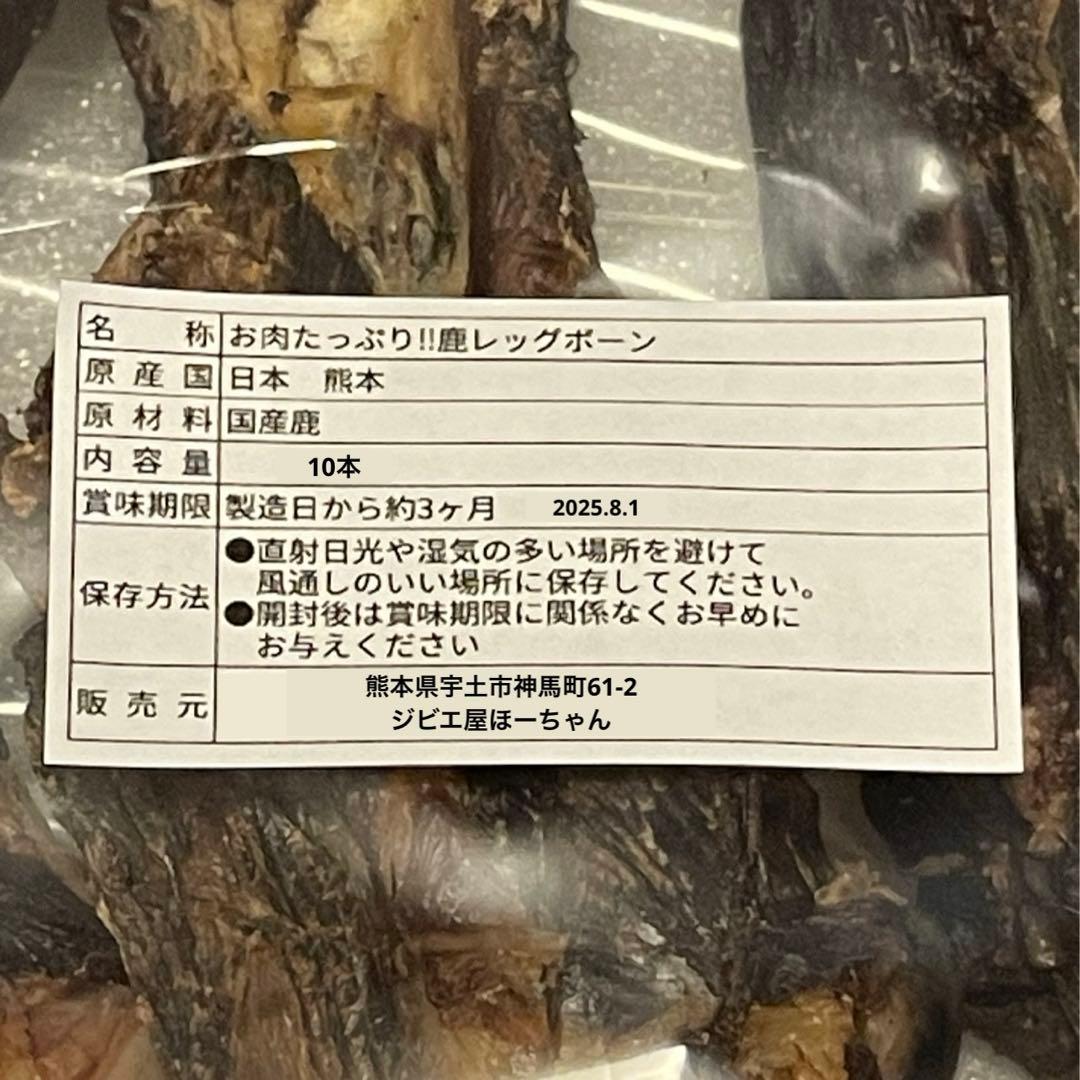 名称 お肉たっぷり!!鹿レッグボーン
原産国 日本 熊本
原材料 国産鹿
内容量 10本
賞味期限 製造日から約3ヶ月 2025.8.1
保存方法 ●直射日光や湿気の多い場所を避けて
風通しのいい場所に保存してください。
●開封後は賞味期限に関係なくお早めに
お与えください
販売元 熊本県宇土市神馬町61-2
ジビエ屋ほーちゃん